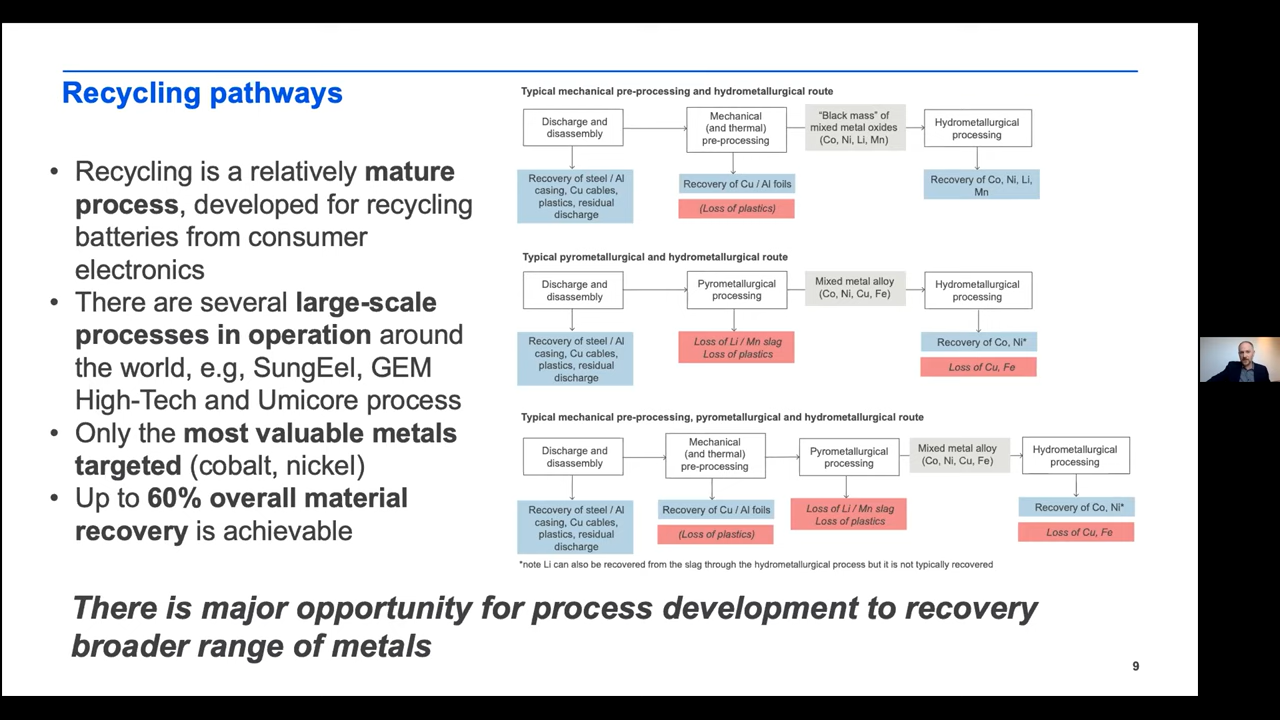 Recycling pathways
• Recycling is a relatively mature
process, developed for recycling
batteries from consumer
electronics
• There are several large-scale
processes in operation around
the world, e.g, SungEel, GEM
High-Tech and Umicore process
• Only the most valuable metals
targeted (cobalt, nickel)
• Up to 60% overall material
recovery is achievable
Typical mechanical pre-processing and hydrometallurgical route
Discharge and
disassembly
Mechanical
(and thermal)
pre-processing
“Black mass” of
mixed metal oxides
(Co, Ni, Li, Mn)
Hydrometallurgical
processing
Recovery of steel / Al
casing, Cu cables,
plastics, residual
discharge
Recovery of Cu / Al foils
(Loss of plastics)
Recovery of Co, Ni, Li,
Mn
Typical pyrometallurgical and hydrometallurgical route
Discharge and
disassembly
Pyrometallurgical
processing
Mixed metal alloy
(Co, Ni, Cu, Fe)
Hydrometallurgical
processing
Recovery of steel / Al
casing, Cu cables,
plastics, residual
discharge
Loss of Li / Mn slag
Loss of plastics
Recovery of Co, Ni*
Loss of Cu, Fe
Typical mechanical pre-processing, pyrometallurgical and hydrometallurgical route
Discharge and
disassembly
Mechanical
(and thermal)
pre-processing
Pyrometallurgical
processing
Mixed metal alloy
(Co, Ni, Cu, Fe)
Hydrometallurgical
processing
Recovery of steel / Al
casing, Cu cables,
plastics, residual
discharge
Recovery of Cu / Al foils
(Loss of plastics)
Loss of Li / Mn slag
Loss of plastics
Recovery of Co, Ni*
Loss of Cu, Fe
*note Li can also be recovered from the slag through the hydrometallurgical process but it is not typically recovered
There is major opportunity for process development to recovery
broader range of metals
9